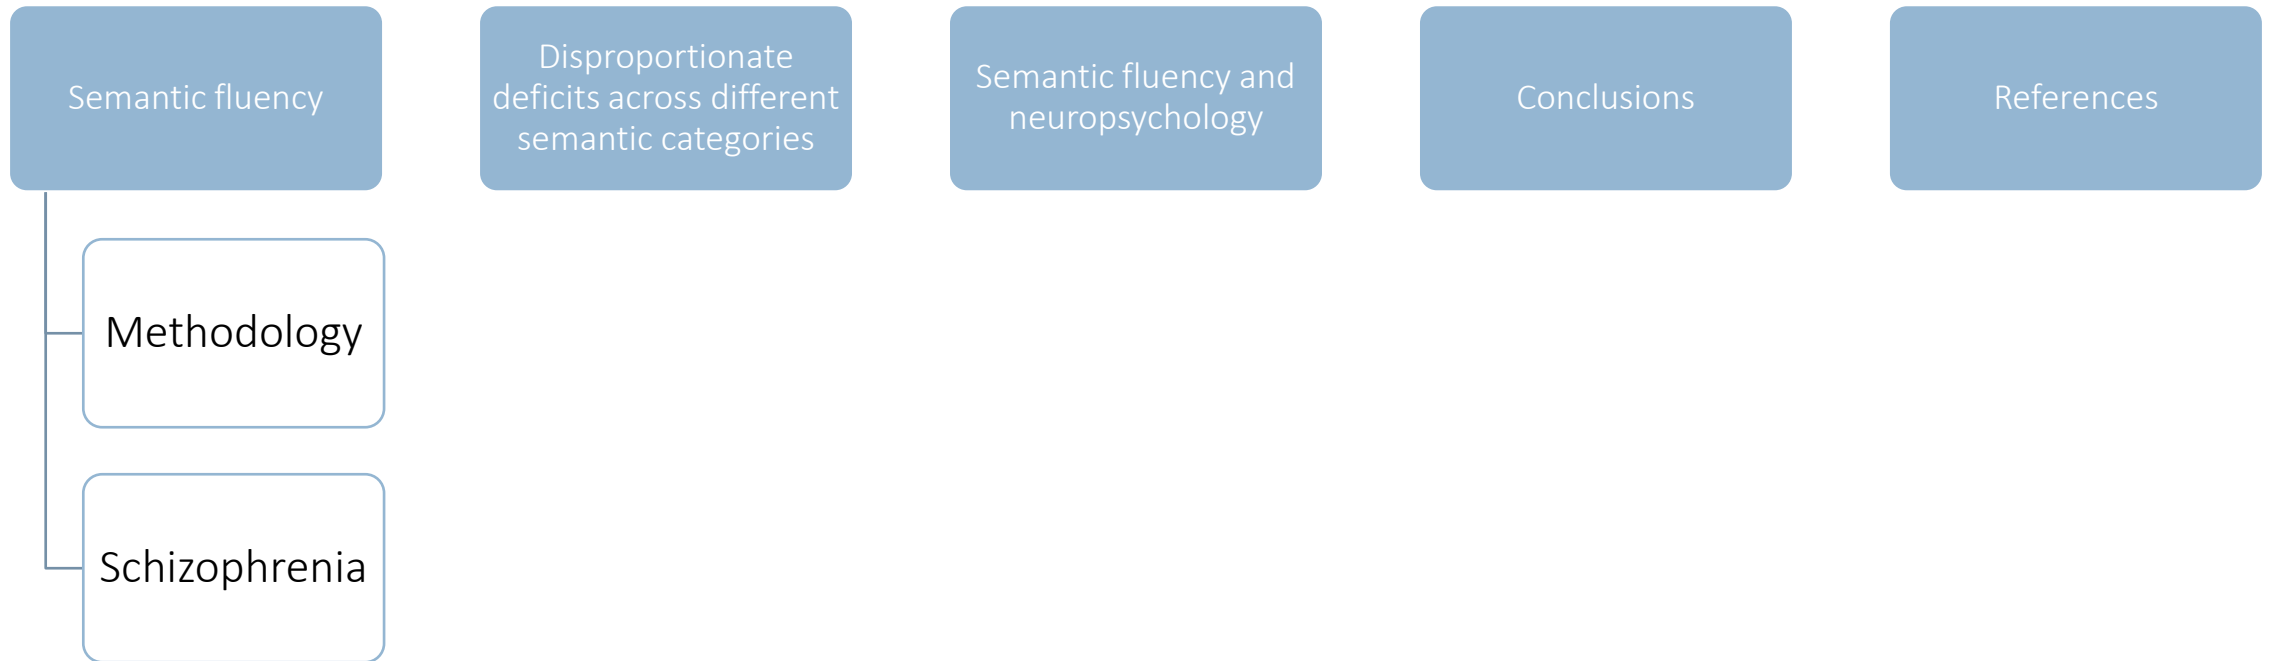 Semantic fluency
Disproportionate
deficits across different
semantic categories
Semantic fluency and
neuropsychology
Conclusions
References
Methodology
Schizophrenia